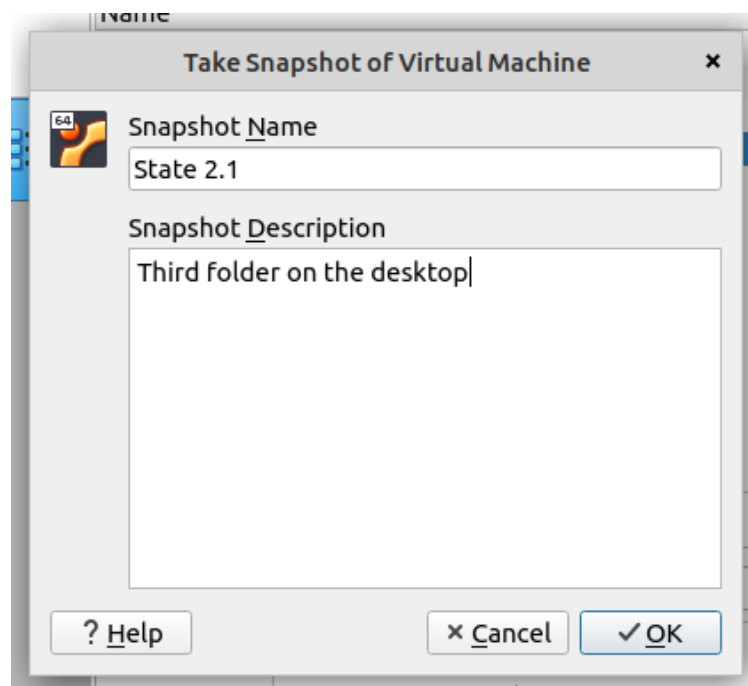 Name
Take Snapshot of Virtual Machine ×
64
Snapshot Name
State 2.1
Snapshot Description
Third folder on the desktop
? Help
× Cancel
✓ OK